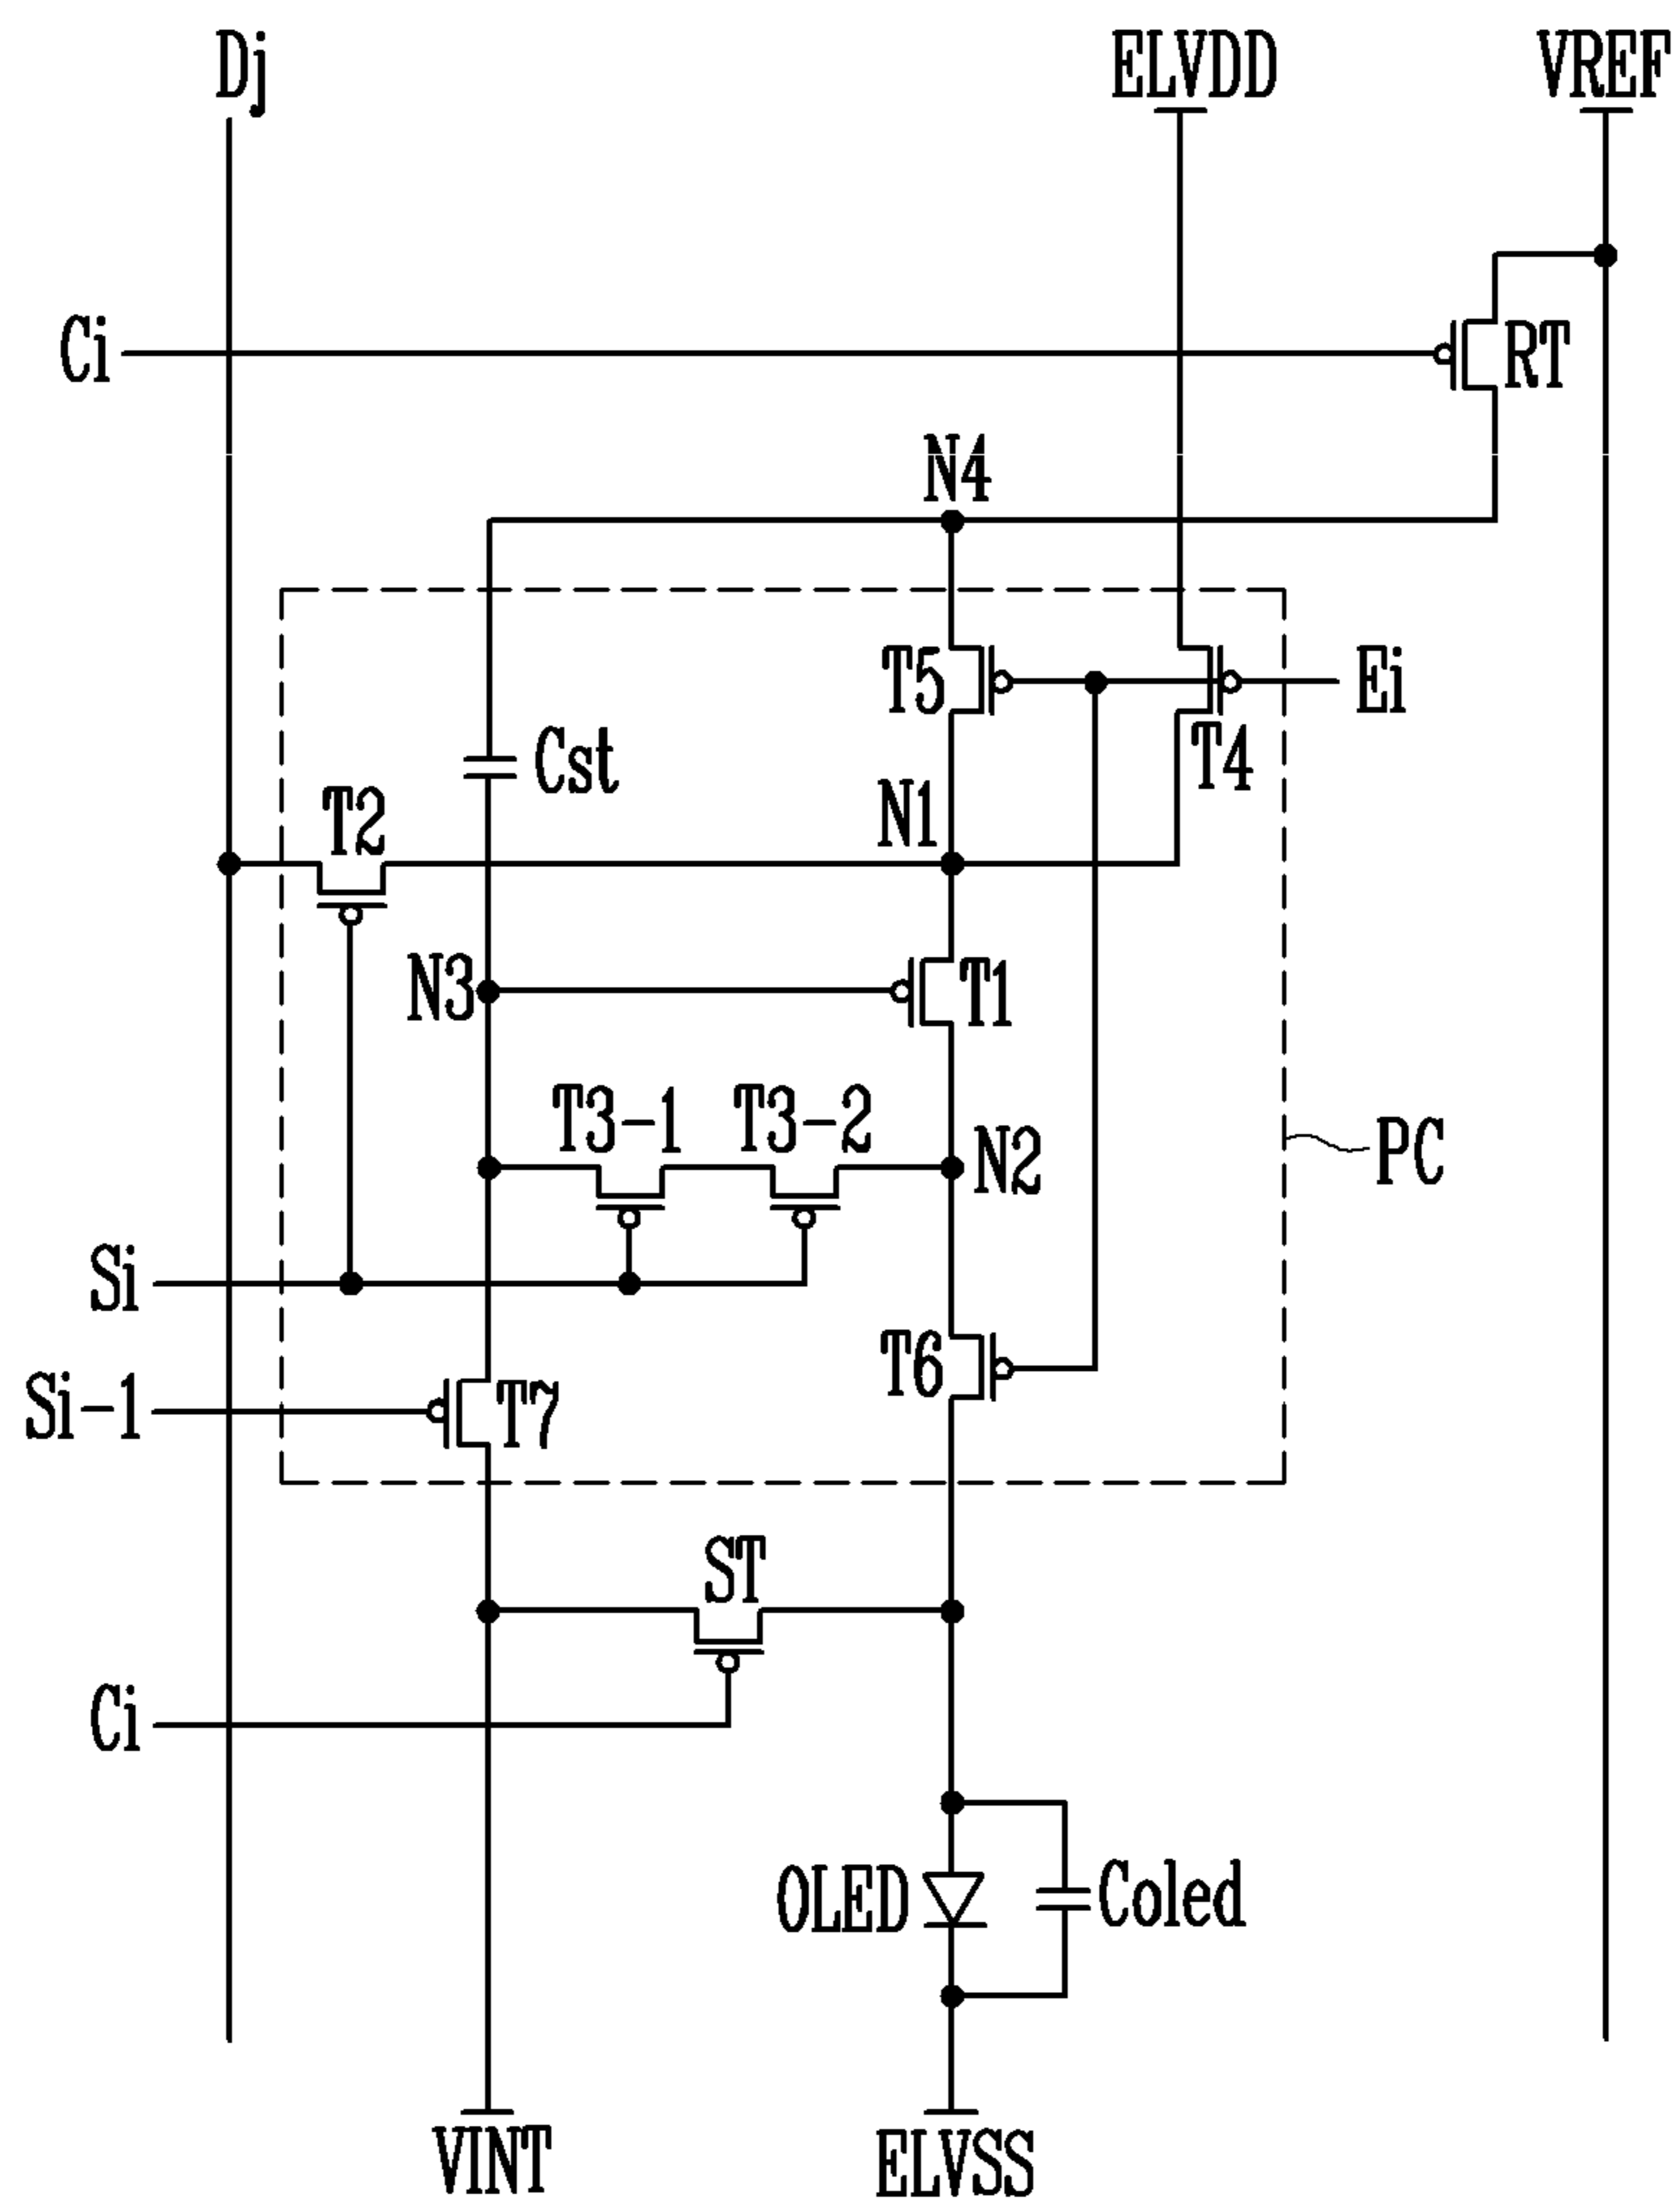 Dj
ELVDD
VREF
Ci
RT
N4
T5
Ei
T4
Cst
T2
N1
N3
T1
T3-1
T3-2
N2
PC
Si
T6
Si-1
T7
ST
Ci
OLED
Coled
VINT
ELVSS